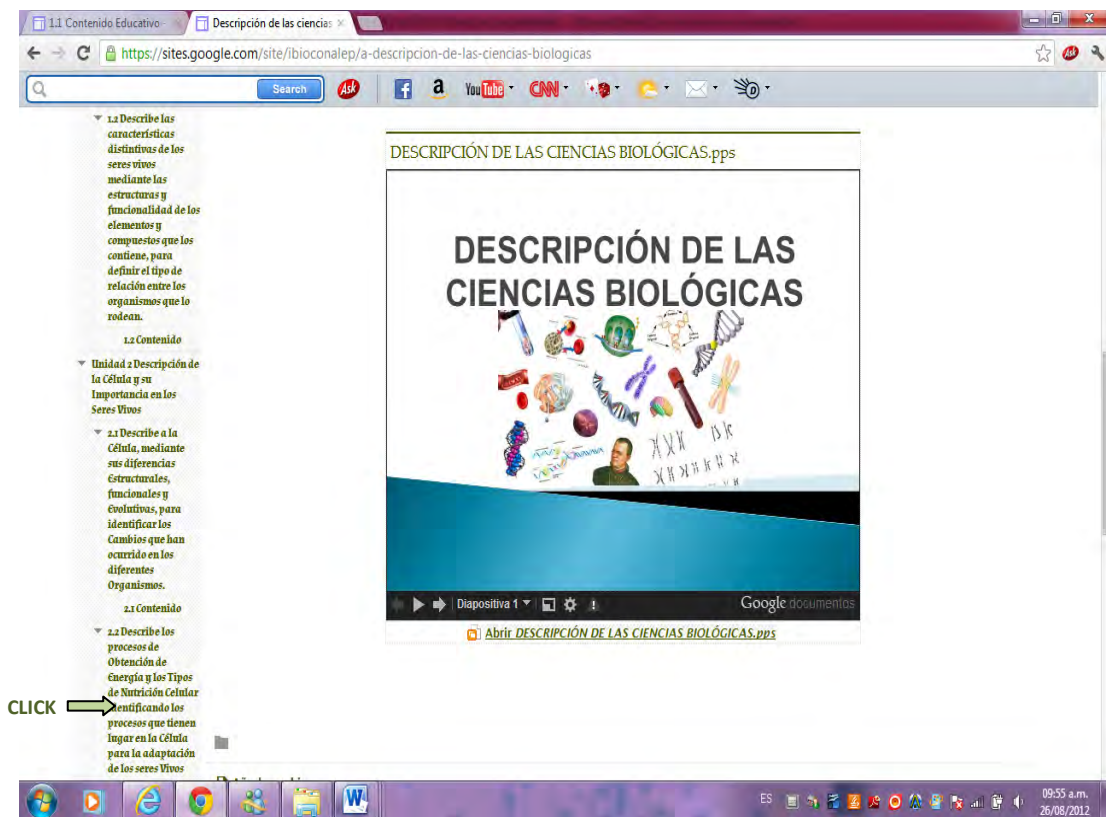 1.1 Contenido Educativo
Descripción de las ciencias
https://sites.google.com/site/ibioconalep/a-descripcion-de-las-ciencias-biologicas
Search
Ask
f
a
YouTube
CNN
1.2 Describe las
características
distintivas de los
seres vivos
mediante las
estructuras y
funcionalidad de los
elementos y
compuestos que los
contiene, para
definir el tipo de
relación entre los
organismos que lo
rodean.
1.2 Contenido
Unidad 2 Descripción de
la Célula y su
Importancia en los
Seres Vivos
2.1 Describe a la
Célula, mediante
sus diferencias
Estructurales,
funcionales y
Evolutivas, para
identificar los
Cambios que han
ocurrido en los
diferentes
Organismos.
2.1 Contenido
2.2 Describe los
procesos de
Obtención de
Energía y los Tipos
de Nutrición Celular
dentificando los
procesos que tienen
lugar en la Célula
para la adaptación
de los seres Vivos
CLICK
DESCRIPCIÓN DE LAS CIENCIAS BIOLÓGICAS.pps
DESCRIPCIÓN DE LAS
CIENCIAS BIOLÓGICAS
Diapositiva 1
Google documentos
Abrir DESCRIPCIÓN DE LAS CIENCIAS BIOLÓGICAS.pps
ES
09:55 a.m.
26/08/2012